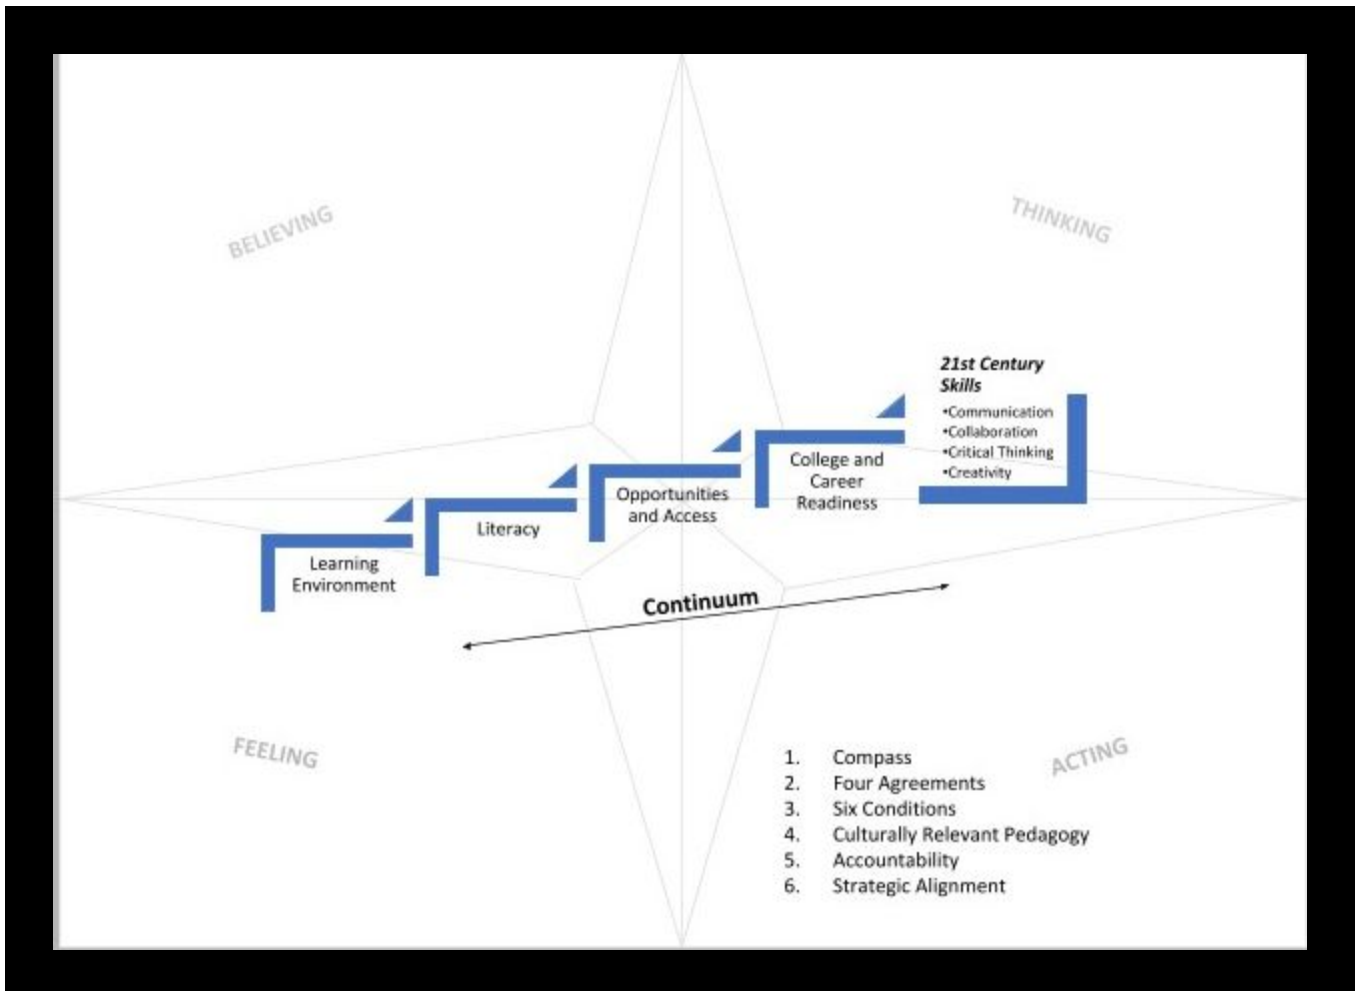 BELIEVING
THINKING
21st Century
Skills
•Communication
•Collaboration
•Critical Thinking
•Creativity
College and
Career
Readiness
Opportunities
and Access
Literacy
Learning
Environment
Continuum
FEELING
ACTING
1. Compass
2. Four Agreements
3. Six Conditions
4. Culturally Relevant Pedagogy
5. Accountability
6. Strategic Alignment